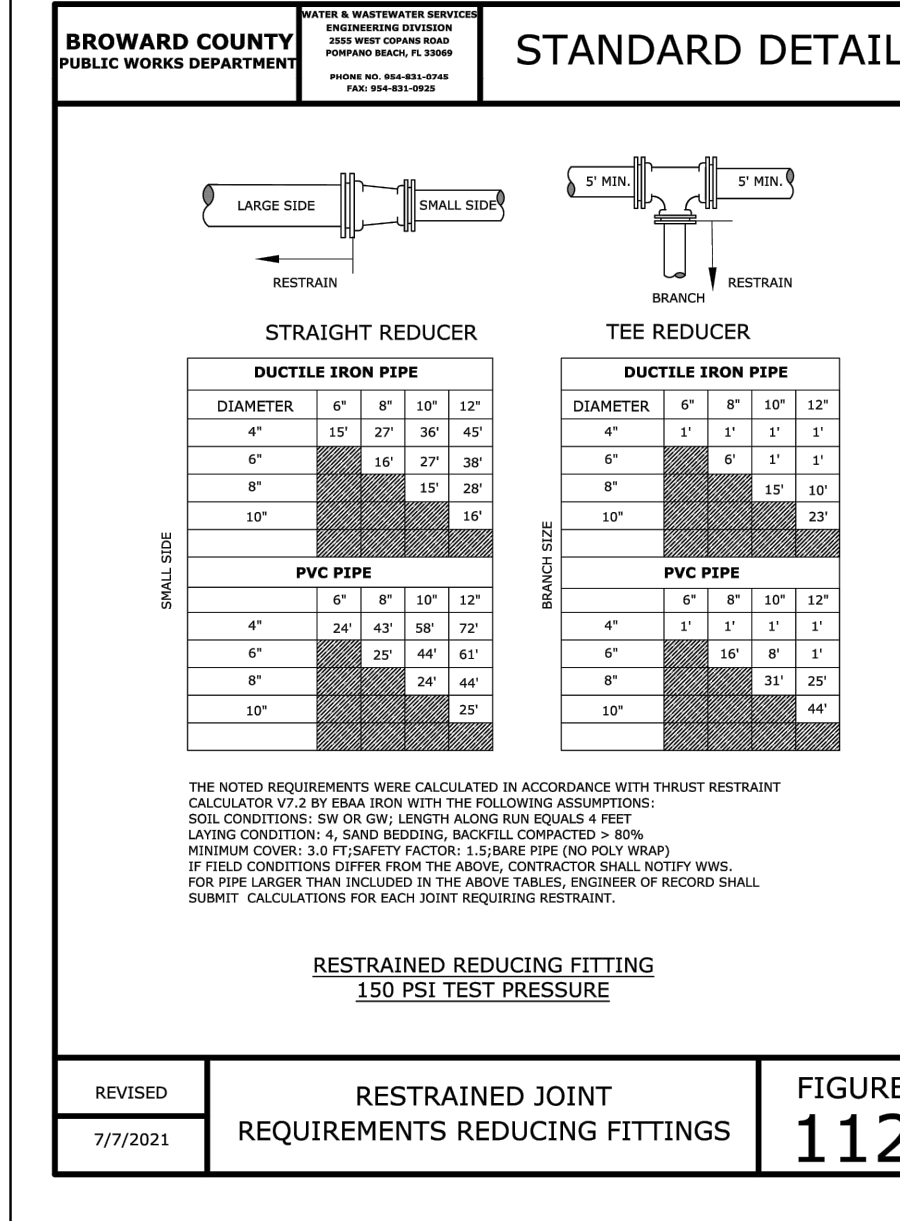 BROWARD COUNTY
PUBLIC WORKS DEPARTMENT
WATER & WASTEWATER SERVICES
ENGINEERING DIVISION
2555 WEST COPANS ROAD
POMPANO BEACH, FL 33069
PHONE NO. 954-831-0745
FAX: 954-831-0925
STANDARD DETAIL
LARGE SIDE
SMALL SIDE
RESTRAIN
5' MIN.
5' MIN.
BRANCH
RESTRAIN
STRAIGHT REDUCER
SMALL SIDE
DUCTILE IRON PIPE
DIAMETER 6" 8" 10" 12"
4" 15' 27' 36' 45'
6" 16' 27' 38'
8" 15' 28'
10" 16'
PVC PIPE
6" 8" 10" 12"
4" 24' 43' 58' 72'
6" 25' 44' 61'
8" 24' 44'
10" 25'
TEE REDUCER
BRANCH SIZE
DUCTILE IRON PIPE
DIAMETER 6" 8" 10" 12"
4" 1' 1' 1' 1'
6" 6' 1' 1'
8" 15' 10'
10" 23'
PVC PIPE
6" 8" 10" 12"
4" 1' 1' 1' 1'
6" 16' 8' 1'
8" 31' 25'
10" 44'
THE NOTED REQUIREMENTS WERE CALCULATED IN ACCORDANCE WITH THRUST RESTRAINT
CALCULATOR V7.2 BY EBAA IRON WITH THE FOLLOWING ASSUMPTIONS:
SOIL CONDITIONS: SW OR GW; LENGTH ALONG RUN EQUALS 4 FEET
LAYING CONDITION: 4, SAND BEDDING, BACKFILL COMPACTED > 80%
MINIMUM COVER: 3.0 FT;SAFETY FACTOR: 1.5;BARE PIPE (NO POLY WRAP)
IF FIELD CONDITIONS DIFFER FROM THE ABOVE, CONTRACTOR SHALL NOTIFY WWS.
FOR PIPE LARGER THAN INCLUDED IN THE ABOVE TABLES, ENGINEER OF RECORD SHALL
SUBMIT CALCULATIONS FOR EACH JOINT REQUIRING RESTRAINT.
RESTRAINED REDUCING FITTING
150 PSI TEST PRESSURE
REVISED
7/7/2021
RESTRAINED JOINT
REQUIREMENTS REDUCING FITTINGS
FIGURE
112